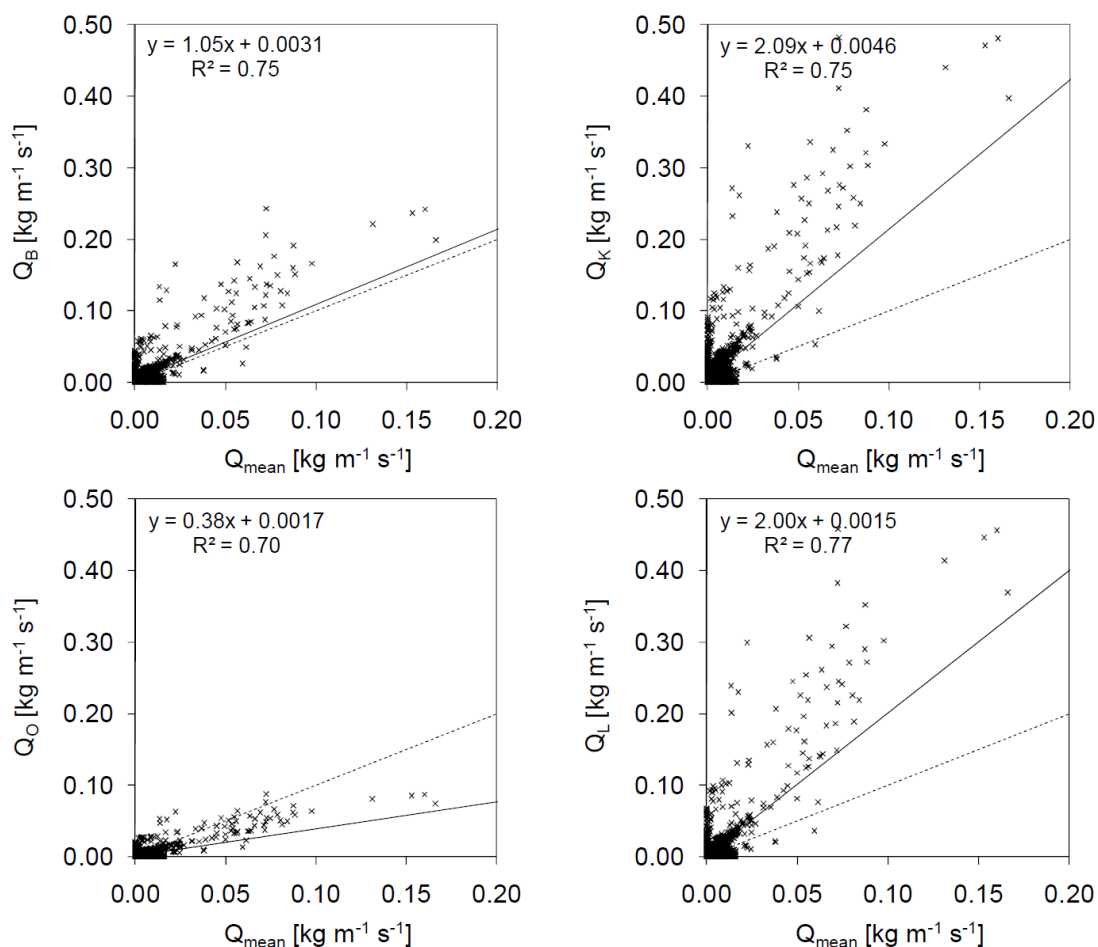 y = 1.05x + 0.0031
R² = 0.75
0.50
0.40
0.30
0.20
0.10
0.00
Q_B [kg m⁻¹ s⁻¹]
0.00 0.05 0.10 0.15 0.20
Q_mean [kg m⁻¹ s⁻¹]
y = 2.09x + 0.0046
R² = 0.75
0.50
0.40
0.30
0.20
0.10
0.00
Q_K [kg m⁻¹ s⁻¹]
0.00 0.05 0.10 0.15 0.20
Q_mean [kg m⁻¹ s⁻¹]
y = 0.38x + 0.0017
R² = 0.70
0.50
0.40
0.30
0.20
0.10
0.00
Q_O [kg m⁻¹ s⁻¹]
0.00 0.05 0.10 0.15 0.20
Q_mean [kg m⁻¹ s⁻¹]
y = 2.00x + 0.0015
R² = 0.77
0.50
0.40
0.30
0.20
0.10
0.00
Q_L [kg m⁻¹ s⁻¹]
0.00 0.05 0.10 0.15 0.20
Q_mean [kg m⁻¹ s⁻¹]